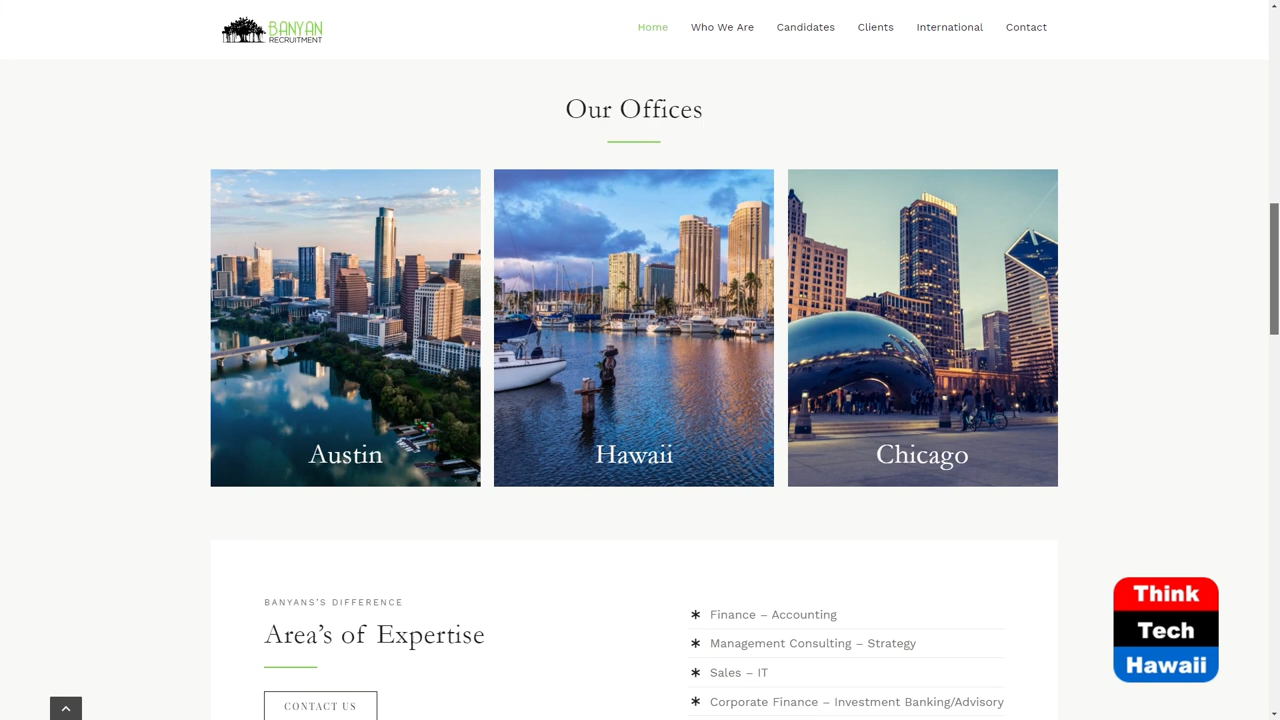 BANYAN
RECRUITMENT
Home Who We Are Candidates Clients International Contact
Our Offices
Austin
Hawaii
Chicago
BANYANS'S DIFFERENCE
Area's of Expertise
CONTACT US
Finance – Accounting
Management Consulting – Strategy
Sales – IT
Corporate Finance – Investment Banking/Advisory
Think
Tech
Hawaii